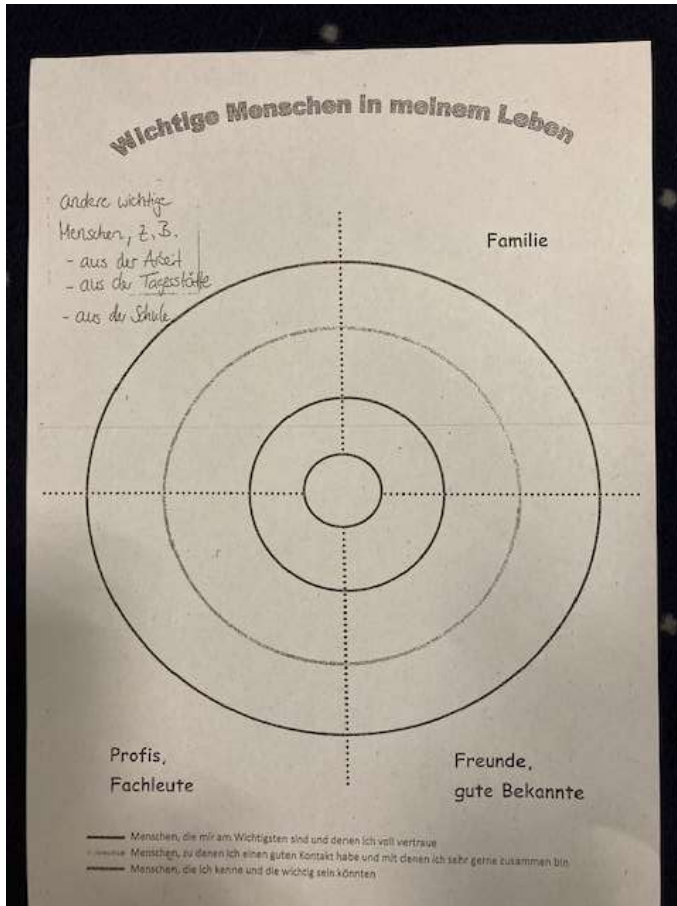 Wichtige Menschen in meinem Leben
andere wichtige
Menschen, z.B.
- aus der Arbeit
- aus der Tagesstätte
- aus der Schule
Familie
Profis,
Fachleute
Freunde,
gute Bekannte
Menschen, die mir am Wichtigsten sind und denen ich voll vertraue
Menschen, zu denen ich einen guten Kontakt habe und mit denen ich sehr gerne zusammen bin
Menschen, die ich kenne und die wichtig sein könnten